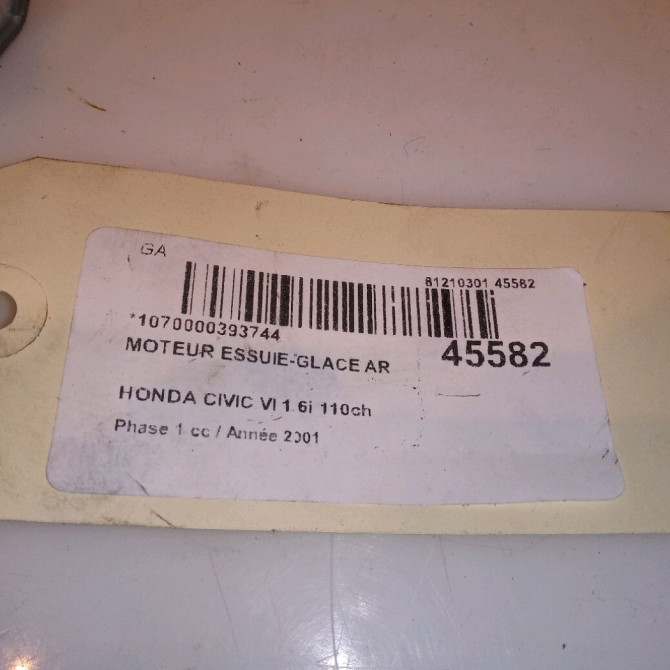 GA
81210301 45582
*1070000393744
45582
MOTEUR ESSUIE-GLACE AR
HONDA CIVIC VI 1.6i 110ch
Phase 1 cc / Année 2001